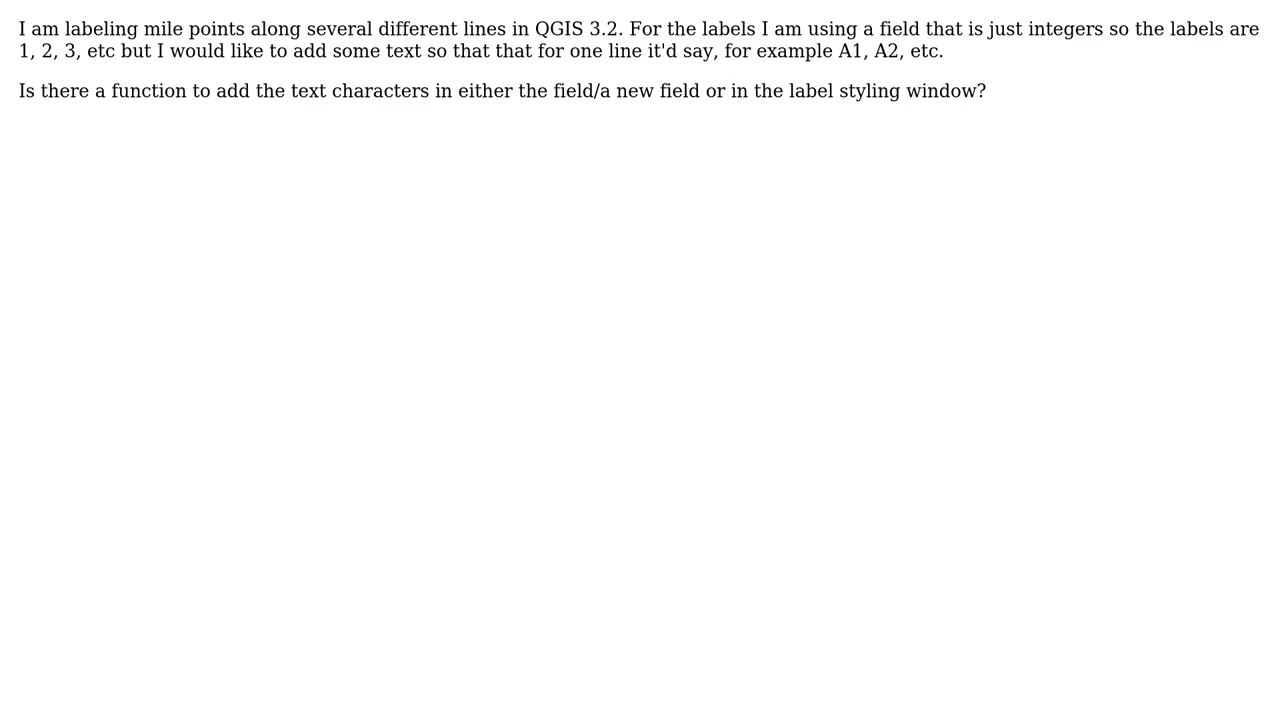 I am labeling mile points along several different lines in QGIS 3.2. For the labels I am using a field that is just integers so the labels are
1, 2, 3, etc but I would like to add some text so that that for one line it'd say, for example A1, A2, etc.
Is there a function to add the text characters in either the field/a new field or in the label styling window?